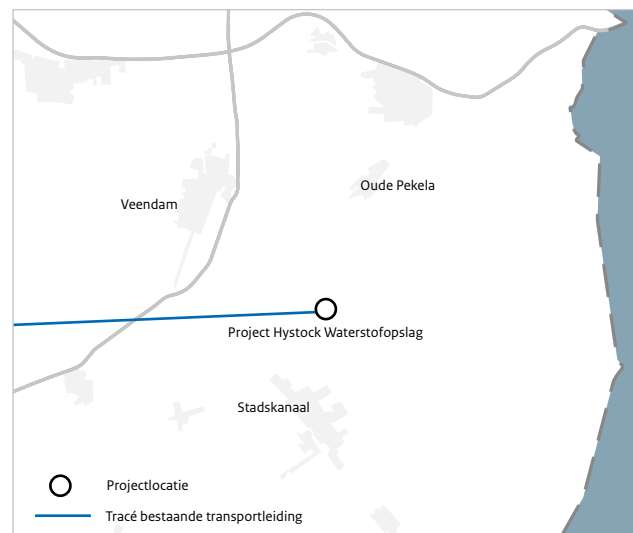 Oude Pekela
Veendam
Project Hystock Waterstofopslag
Stadskanaal
Projectlocatie
Tracé bestaande transportleiding